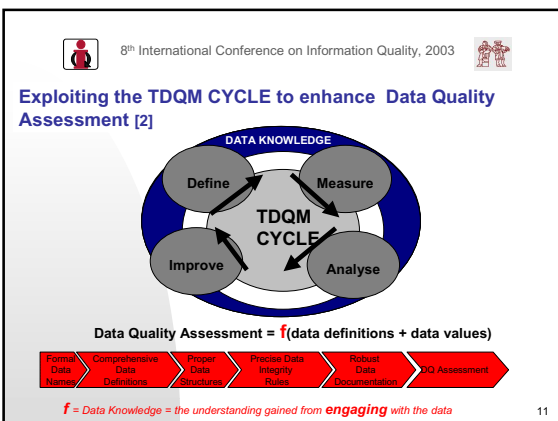 8th International Conference on Information Quality, 2003
Exploiting the TDQM CYCLE to enhance Data Quality
Assessment [2]
DATA KNOWLEDGE
Define
Measure
TDQM
CYCLE
Improve
Analyse
Data Quality Assessment = f(data definitions + data values)
Formal
Data
Names
Comprehensive
Data
Definitions
Proper
Data
Structures
Precise Data
Integrity
Rules
Robust
Data
Documentation
DQ Assessment
f = Data Knowledge = the understanding gained from engaging with the data
11